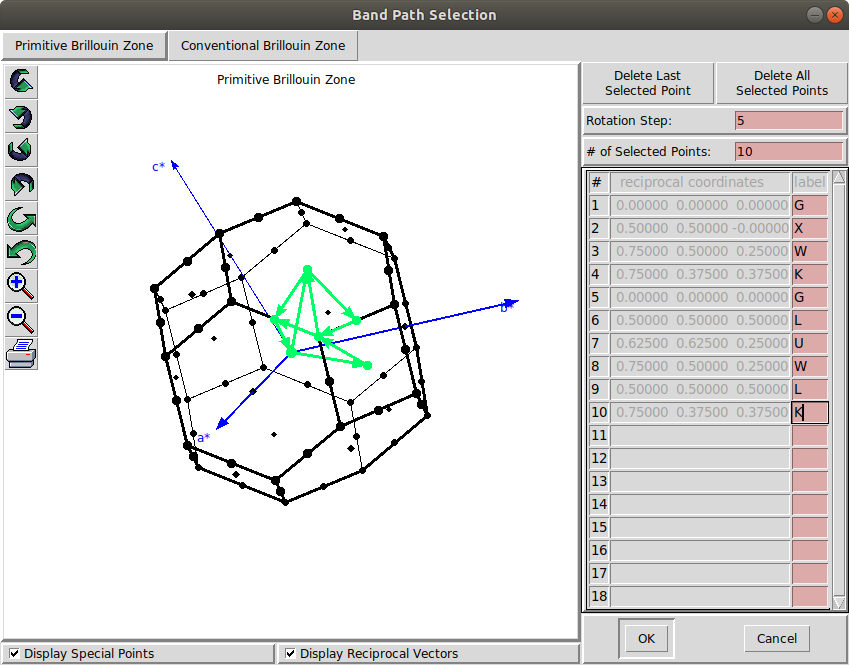 Band Path Selection
Primitive Brillouin Zone
Conventional Brillouin Zone
Primitive Brillouin Zone
c*
b*
a*
Delete Last
Selected Point
Delete All
Selected Points
Rotation Step:
5
# of Selected Points:
10
# reciprocal coordinates label
1 0.00000 0.00000 0.00000 G
2 0.50000 0.50000 -0.00000 X
3 0.75000 0.50000 0.25000 W
4 0.75000 0.37500 0.37500 K
5 0.00000 0.00000 0.00000 G
6 0.50000 0.50000 0.50000 L
7 0.62500 0.62500 0.25000 U
8 0.75000 0.50000 0.25000 W
9 0.50000 0.50000 0.50000 L
10 0.75000 0.37500 0.37500 K
11
12
13
14
15
16
17
18
Display Special Points
Display Reciprocal Vectors
OK
Cancel